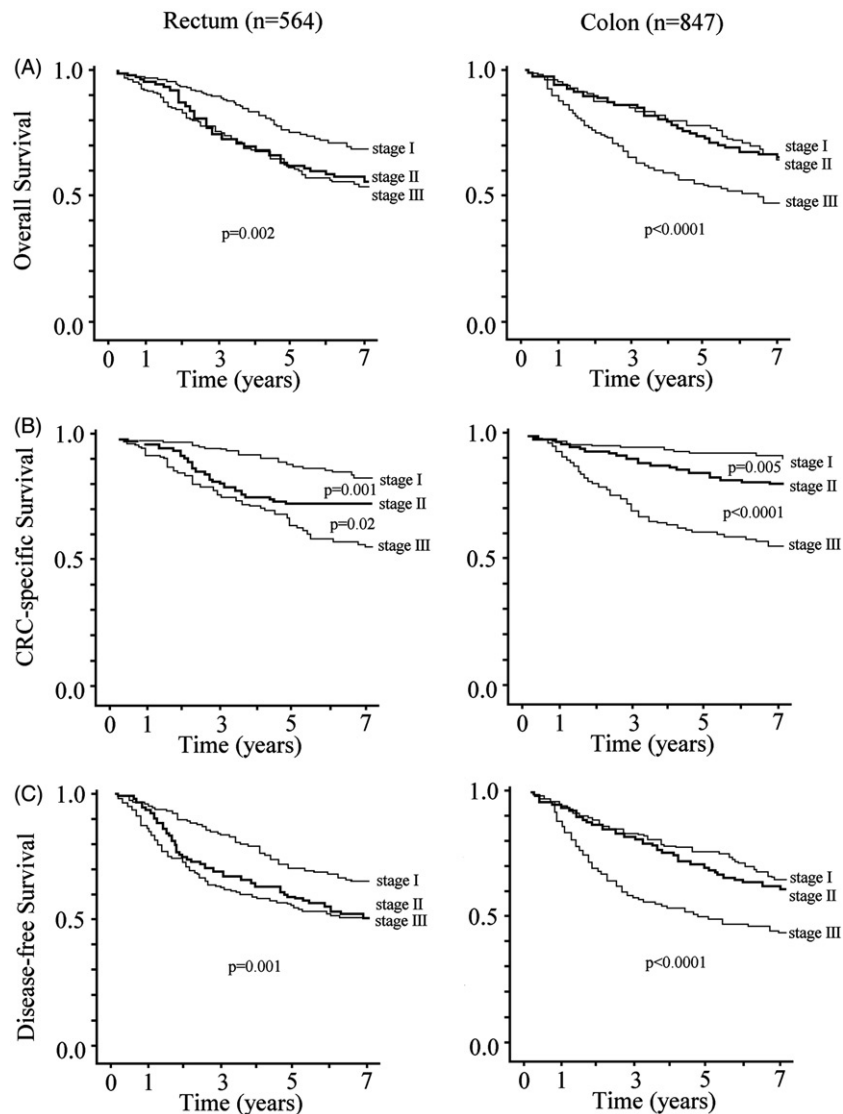 Rectum (n=564)
Colon (n=847)
(A)
Overall Survival
1.0
0.5
0.0
stage I
stage II
stage III
p=0.002
0 1 3 5 7
Time (years)
1.0
0.5
0.0
stage I
stage II
stage III
p<0.0001
0 1 3 5 7
Time (years)
(B)
CRC-specific Survival
1.0
0.5
0.0
stage I
p=0.001
stage II
p=0.02
stage III
0 1 3 5 7
Time (years)
1.0
0.5
0.0
stage I
p=0.005
stage II
p<0.0001
stage III
0 1 3 5 7
Time (years)
(C)
Disease-free Survival
1.0
0.5
0.0
stage I
stage II
stage III
p=0.001
0 1 3 5 7
Time (years)
1.0
0.5
0.0
stage I
stage II
stage III
p<0.0001
0 1 3 5 7
Time (years)